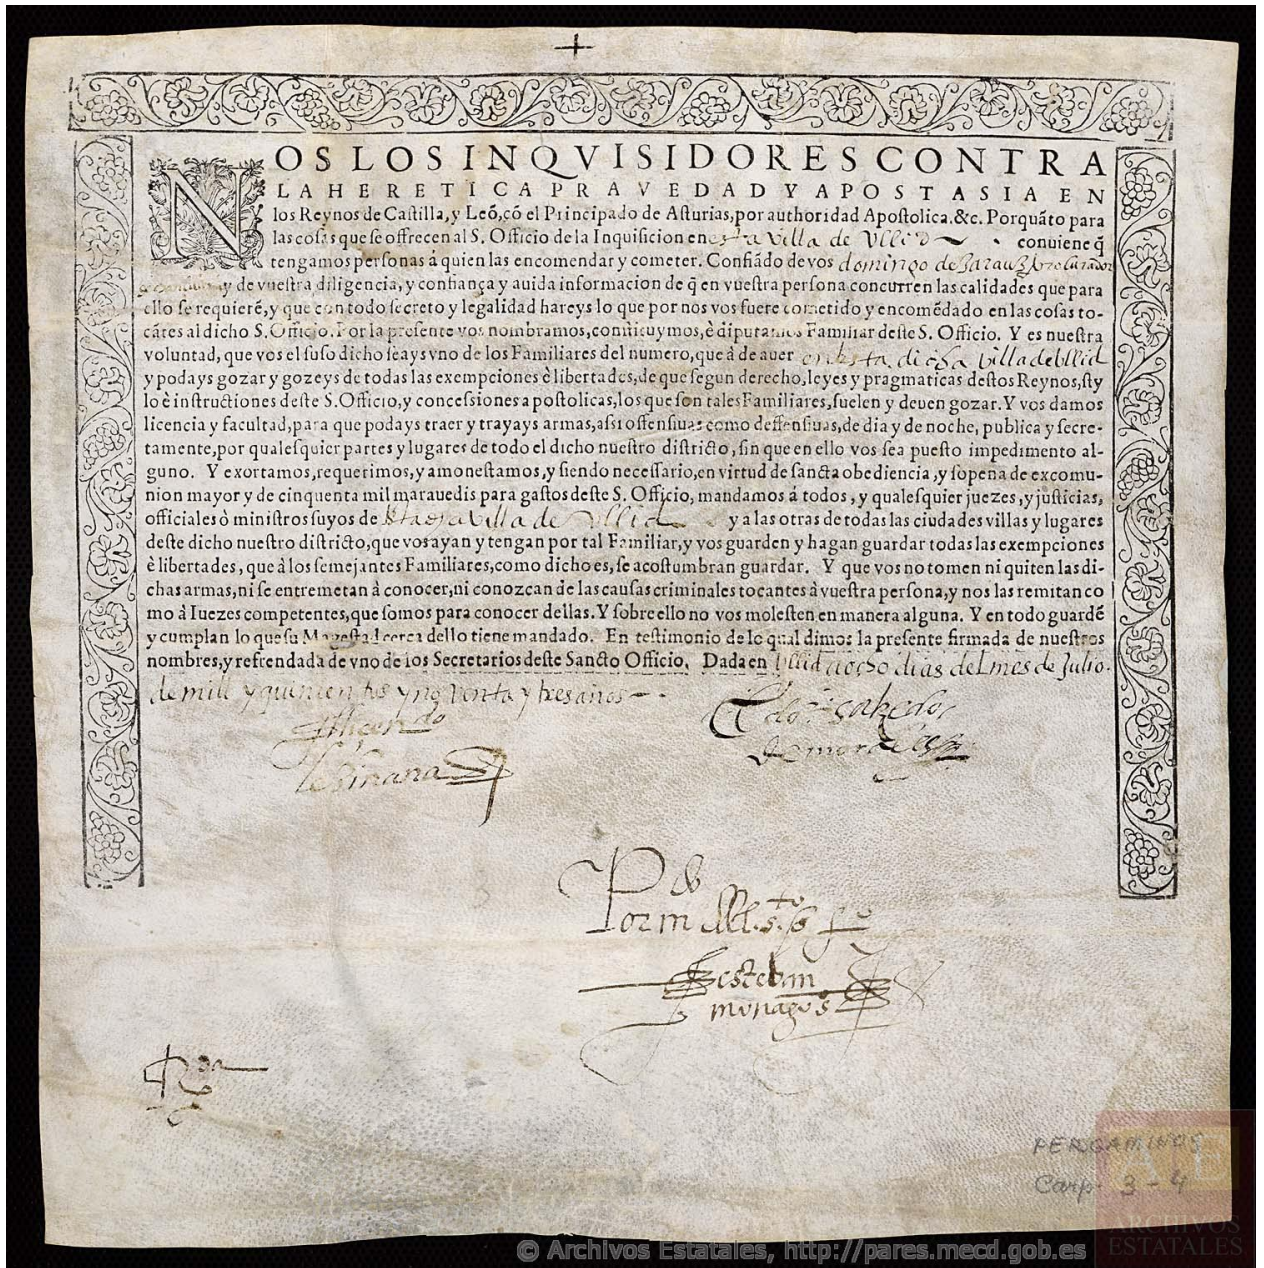 NOS LOS INQVISIDORES CONTRA
LA HERETICA PRAVEDAD Y APOSTASIA EN
los Reynos de Castilla, y Leõ, cõ el Principado de Asturias, por authoridad Apostolica. &c. Porquãto para
las cosas que se offrecen al S. Officio de la Inquisicion en esta villa de Vllid conuiene q̃
tengamos personas à quien las encomendar y cometer. Confiãdo de vos domingo de Zarauz procurador
y de vuestra diligencia, y confiança y auida informacion de q̃ en vuestra persona concurren las calidades que para
ello se requierẽ, y que con todo secreto y legalidad hareys lo que por nos vos fuere cometido y encomẽdado en las cosas to-
cãtes al dicho S. Officio. Por la presente vos nombramos, constituymos, è diputamos Familiar deste S. Officio. Y es nuestra
voluntad, que vos el suso dicho seays vno de los Familiares del numero, que à de auer en esta dicha villa de Vllid
y podays gozar y gozeys de todas las exempciones è libertades, de que segun derecho, leyes y pragmaticas destos Reynos, sty
lo è instructiones deste S. Officio, y concessiones apostolicas, los que son tales Familiares, suelen y deuen gozar. Y vos damos
licencia y facultad, para que podays traer y trayays armas, assi offensiuas como deffensiuas, de dia y de noche, publica y secre-
tamente, por qualesquier partes y lugares de todo el dicho nuestro districto, sin que en ello vos sea puesto impedimento al-
guno. Y exortamos, requerimos, y amonestamos, y siendo necessario, en virtud de sancta obediencia, y so pena de excomu-
nion mayor y de cinquenta mil marauedis para gastos deste S. Officio, mandamos á todos, y qualesquier juezes, y justicias,
officiales ò ministros suyos de sta dha villa de Vllid y a las otras de todas las ciudades villas y lugares
deste dicho nuestro districto, que vos ayan y tengan por tal Familiar, y vos guarden y hagan guardar todas las exempciones
è libertades, que à los semejantes Familiares, como dicho es, se acostumbran guardar. Y que vos no tomen ni quiten las di-
chas armas, ni se entremetan à conocer, ni conozcan de las causas criminales tocantes à vuestra persona, y nos las remitan co
mo à Iuezes competentes, que somos para conocer dellas. Y sobre ello no vos molesten en manera alguna. Y en todo guardẽ
y cumplan lo que su Magestad cerca dello tiene mandado. En testimonio de lo qual dimos la presente firmada de nuestros
nombres, y refrendada de vno de los Secretarios deste Sancto Officio. Dada en Vllid a ocho dias del mes de Julio
de mill y quinientos y nobenta y tres años
Por mdo
esteban
monago
PERGAMINOS
Carp. 3-4
ARCHIVOS
ESTATALES
© Archivos Estatales, http://pares.mecd.gob.es